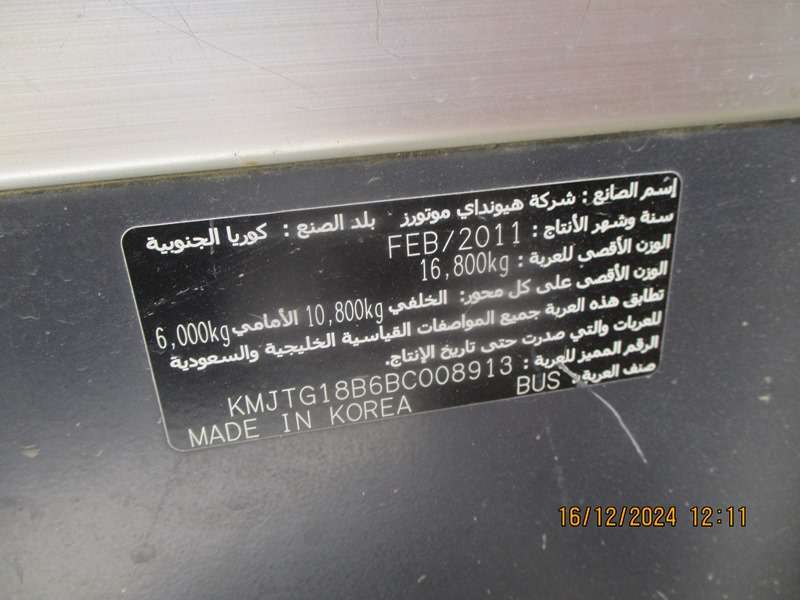 إسم الصانع : شركة هيونداي موتورز بلد الصنع : كوريا الجنوبية
سنة وشهر الأنتاج : FEB/2011
الوزن الأقصى للعربة : 16,800kg
الوزن الأقصى على كل محور: الخلفي 10,800kg الأمامي 6,000kg
تطابق هذه العربة جميع المواصفات القياسية الخليجية والسعودية
للعربات والتي صدرت حتى تاريخ الإنتاج.
الرقم المميز للعربة : KMJTG18B6BC008913
صنف العربة: BUS
MADE IN KOREA
16/12/2024 12:11